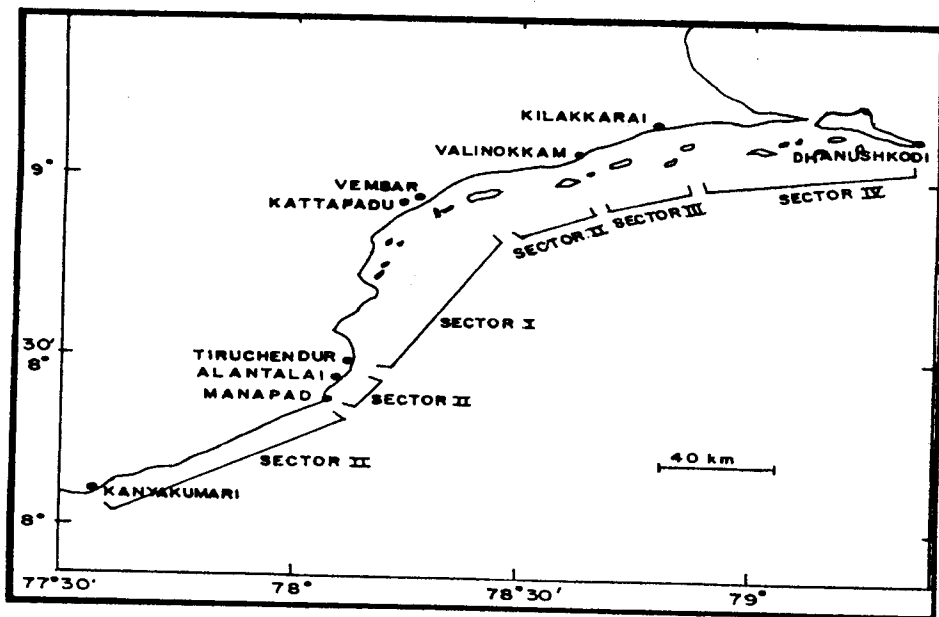 KILAKKARAI
VALINOKKAM
DHANUSHKODI
9°
VEMBAR
KATTAPADU
SECTOR II
SECTOR III
SECTOR IV
SECTOR I
30'
8°
TIRUCHENDUR
ALANTALAI
MANAPAD
SECTOR II
SECTOR II
40 km
KANYAKUMARI
8°
77°30'
78°
78°30'
79°